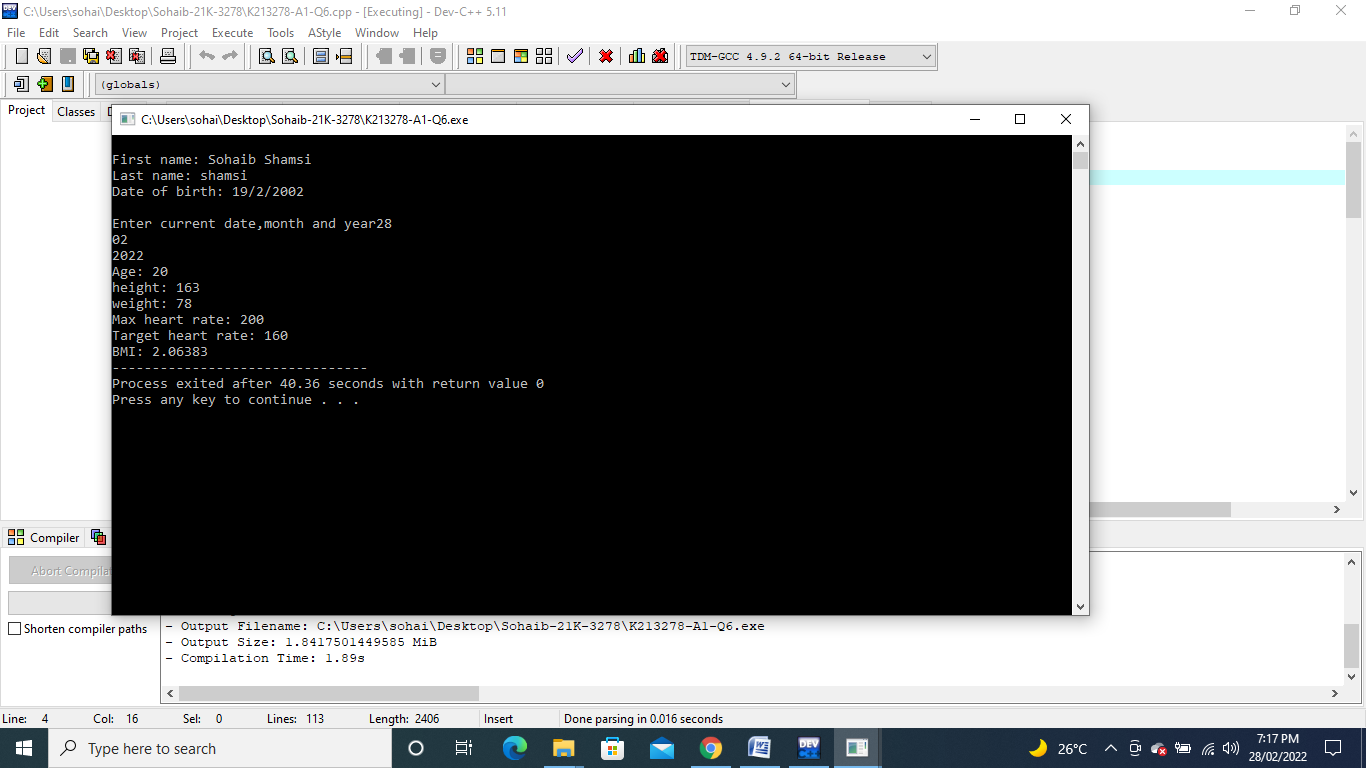 C:\Users\sohai\Desktop\Sohaib-21K-3278\K213278-A1-Q6.cpp - [Executing] - Dev-C++ 5.11
File Edit Search View Project Execute Tools AStyle Window Help
TDM-GCC 4.9.2 64-bit Release
(globals)
Project Classes
C:\Users\sohai\Desktop\Sohaib-21K-3278\K213278-A1-Q6.exe
First name: Sohaib Shamsi
Last name: shamsi
Date of birth: 19/2/2002
Enter current date,month and year28
02
2022
Age: 20
height: 163
weight: 78
Max heart rate: 200
Target heart rate: 160
BMI: 2.06383
--------------------------------
Process exited after 40.36 seconds with return value 0
Press any key to continue . . .
Compiler
Abort Compilat
Shorten compiler paths
- Output Filename: C:\Users\sohai\Desktop\Sohaib-21K-3278\K213278-A1-Q6.exe
- Output Size: 1.8417501449585 MiB
- Compilation Time: 1.89s
Line: 4 Col: 16 Sel: 0 Lines: 113 Length: 2406 Insert Done parsing in 0.016 seconds
Type here to search
26°C
7:17 PM
28/02/2022